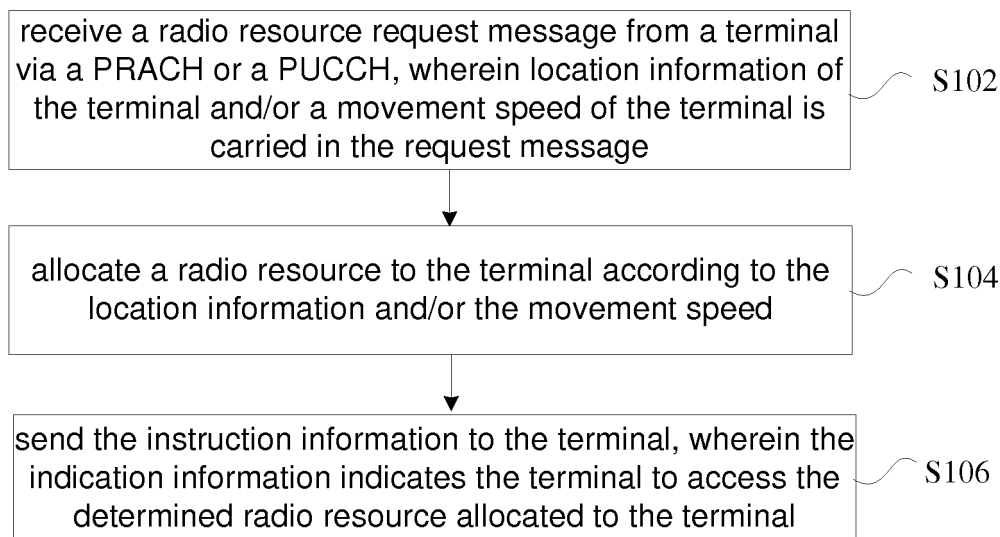 receive a radio resource request message from a terminal
via a PRACH or a PUCCH, wherein location information of
the terminal and/or a movement speed of the terminal is
carried in the request message
S102
allocate a radio resource to the terminal according to the
location information and/or the movement speed
S104
send the instruction information to the terminal, wherein the
indication information indicates the terminal to access the
determined radio resource allocated to the terminal
S106